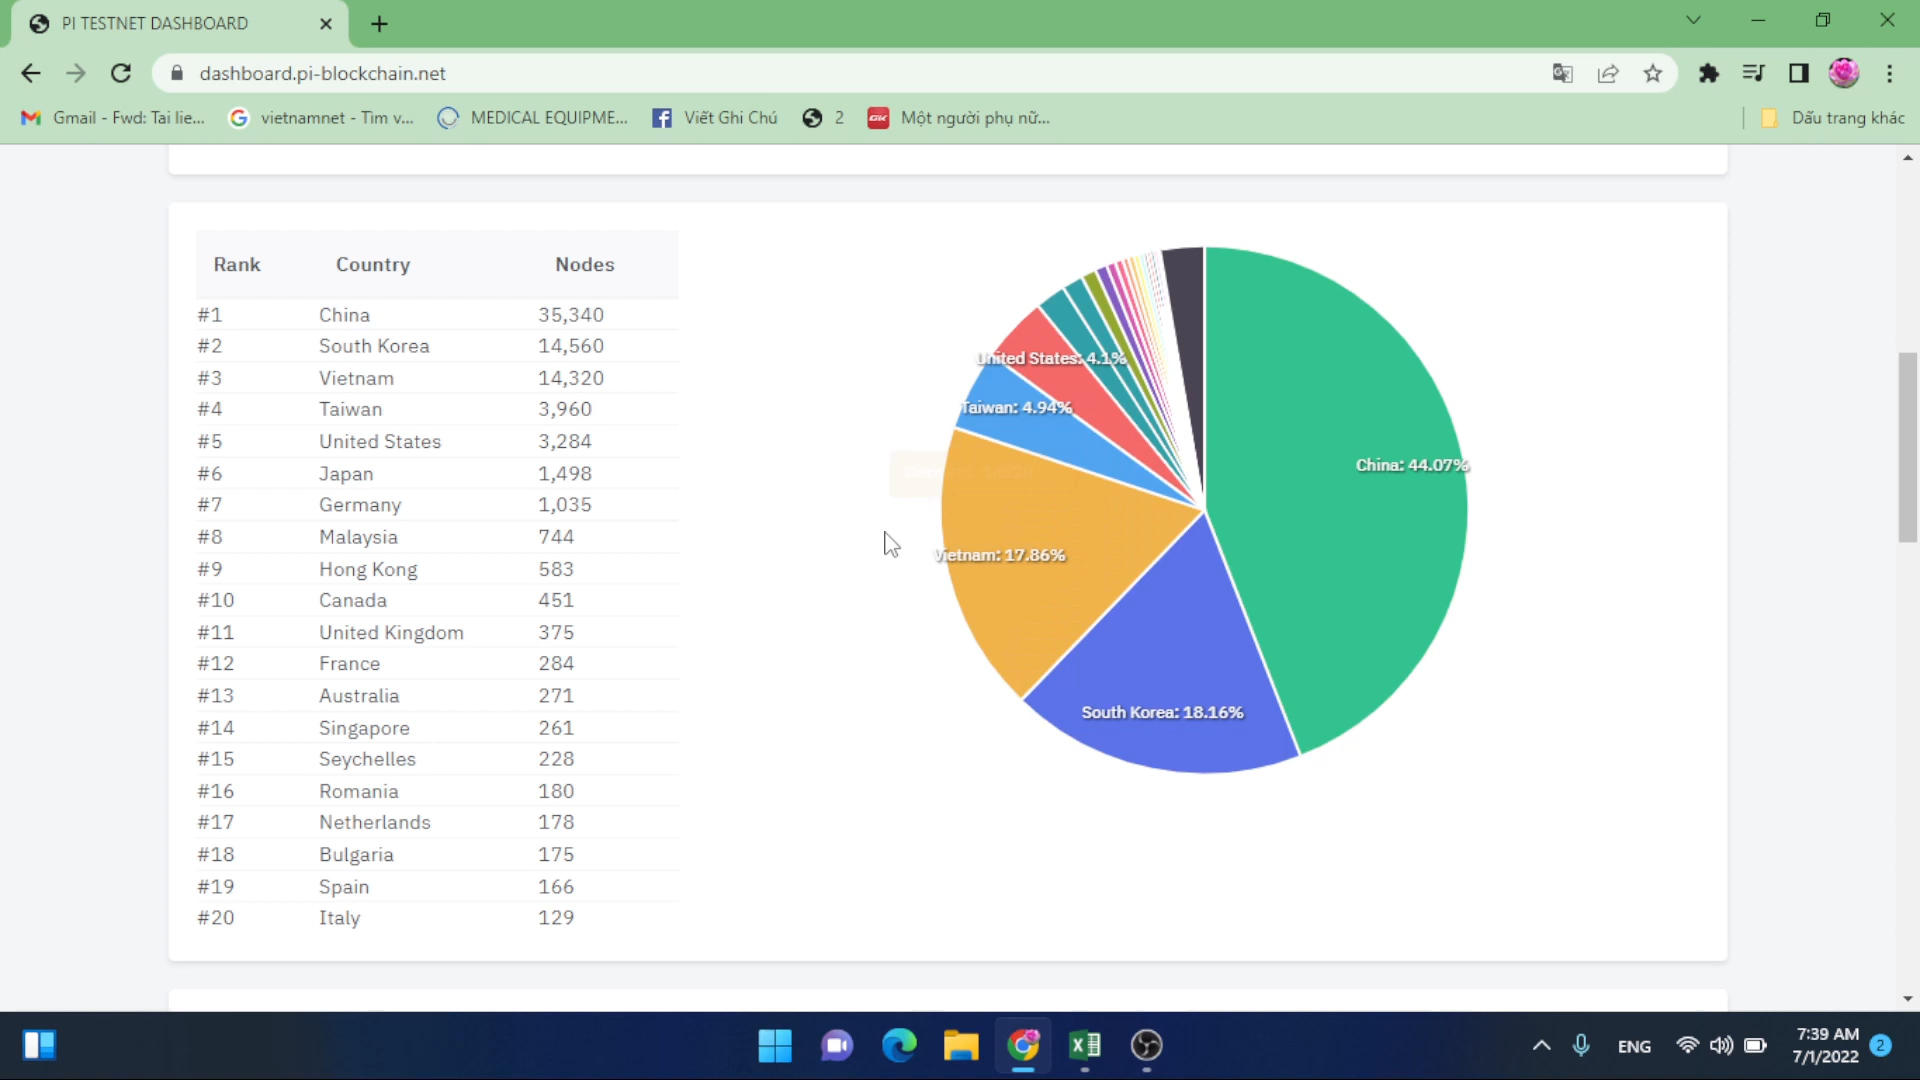 PI TESTNET DASHBOARD
dashboard.pi-blockchain.net
Gmail - Fwd: Tai lie...
vietnamnet - Tìm v...
MEDICAL EQUIPME...
Viết Ghi Chú
2
Một người phụ nữ...
Dấu trang khác
Rank Country Nodes
#1 China 35,340
#2 South Korea 14,560
#3 Vietnam 14,320
#4 Taiwan 3,960
#5 United States 3,284
#6 Japan 1,498
#7 Germany 1,035
#8 Malaysia 744
#9 Hong Kong 583
#10 Canada 451
#11 United Kingdom 375
#12 France 284
#13 Australia 271
#14 Singapore 261
#15 Seychelles 228
#16 Romania 180
#17 Netherlands 178
#18 Bulgaria 175
#19 Spain 166
#20 Italy 129
United States: 4.1%
Taiwan: 4.94%
China: 44.07%
Vietnam: 17.86%
South Korea: 18.16%
ENG
7:39 AM
7/1/2022
2